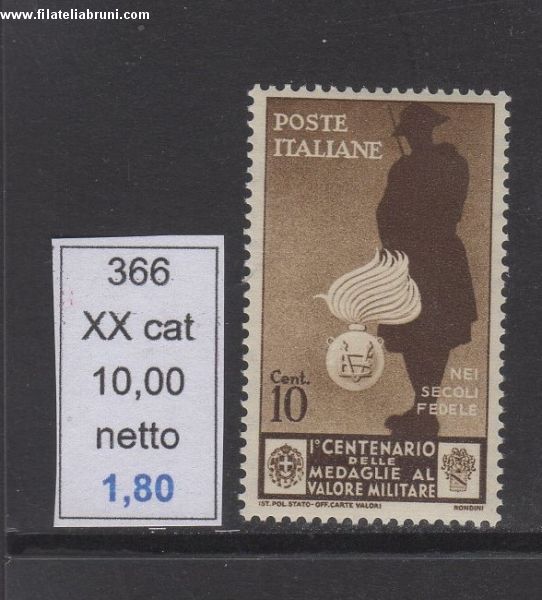 www.filateliabruni.com
366
XX cat
10,00
netto
1,80
POSTE
ITALIANE
NEI
SECOLI
FEDELE
Cent.
10
I° CENTENARIO
DELLE
MEDAGLIE AL
VALORE MILITARE
IST. POL. STATO - OFF. CARTE VALORI
RONDINI